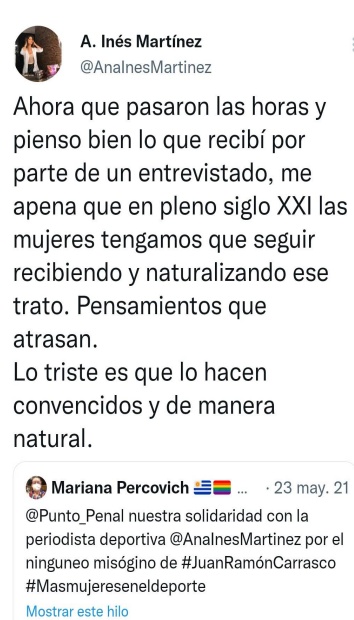 A. Inés Martínez
@AnaInesMartinez
Ahora que pasaron las horas y
pienso bien lo que recibí por
parte de un entrevistado, me
apena que en pleno siglo XXI las
mujeres tengamos que seguir
recibiendo y naturalizando ese
trato. Pensamientos que
atrasan.
Lo triste es que lo hacen
convencidos y de manera
natural.
Mariana Percovich 🇺🇾🏳️‍🌈 ... · 23 may. 21
@Punto_Penal nuestra solidaridad con la
periodista deportiva @AnaInesMartinez por el
ninguneo misógino de #JuanRamónCarrasco
#Masmujereseneldeporte
Mostrar este hilo